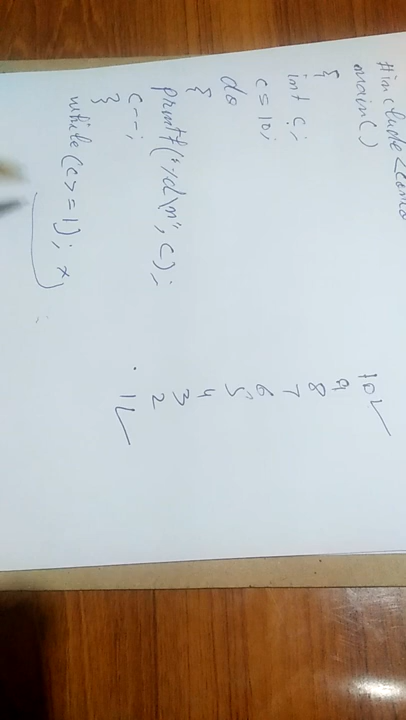 #include <conio
main()
{
int c;
c=10;
do
{
printf("%d\n", c);
c--;
}
while(c>=1); x
10
9
8
7
6
5
4
3
2
1